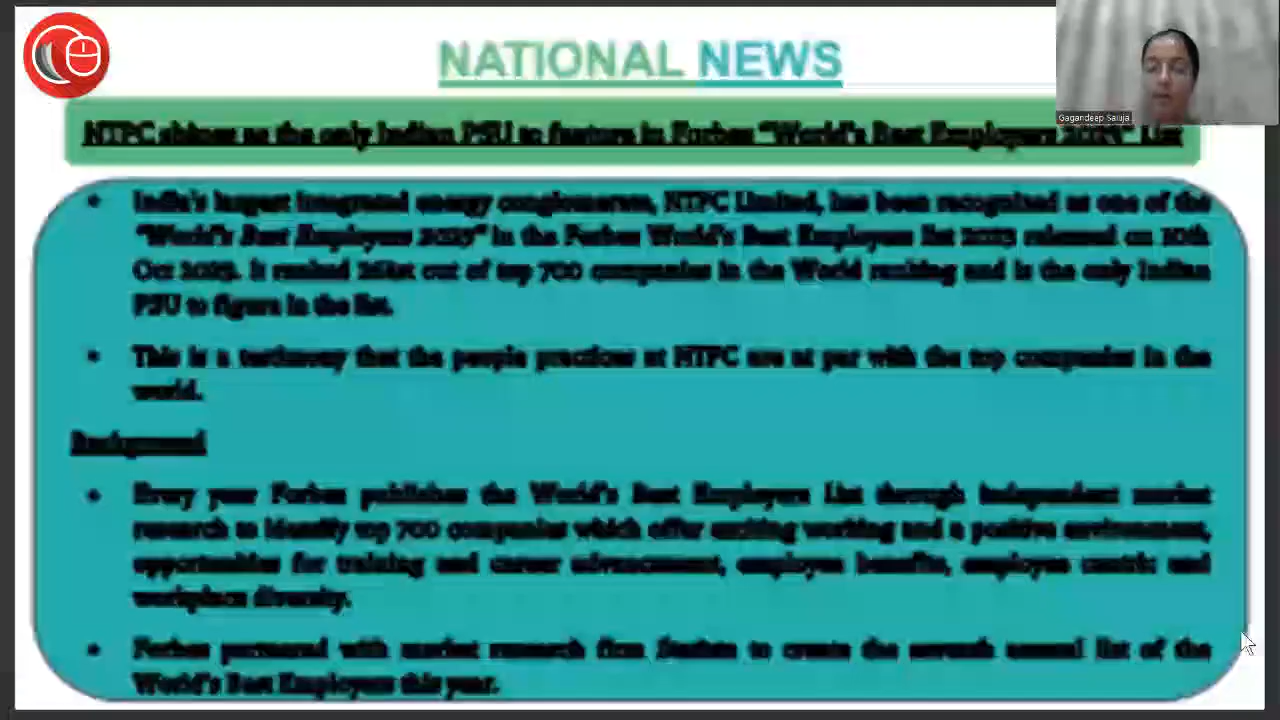 NATIONAL NEWS
Gagandeep Saluja
NTPC shines as the only Indian PSU to feature in Forbes “World’s Best Employers List
• India’s largest integrated energy conglomerate, NTPC Limited, has been recognized as one of the
“World’s Best Employers 2023” in the Forbes World’s Best Employers list 2023 released on 10th
Oct 2023. It ranked out of top 700 companies in the World ranking and is the only Indian
PSU to figure in the list.
• This is a testimony that the people practices at NTPC are at par with the top companies in the
world.
Background
• Every year Forbes publishes the World’s Best Employers List through independent market
research to identify top 700 companies which offer exciting working and a positive environment,
opportunities for training and career advancement, employee benefits, employee centric and
workplace diversity.
• Forbes partnered with market research firm Statista to create the seventh annual list of the
World’s Best Employers this year.